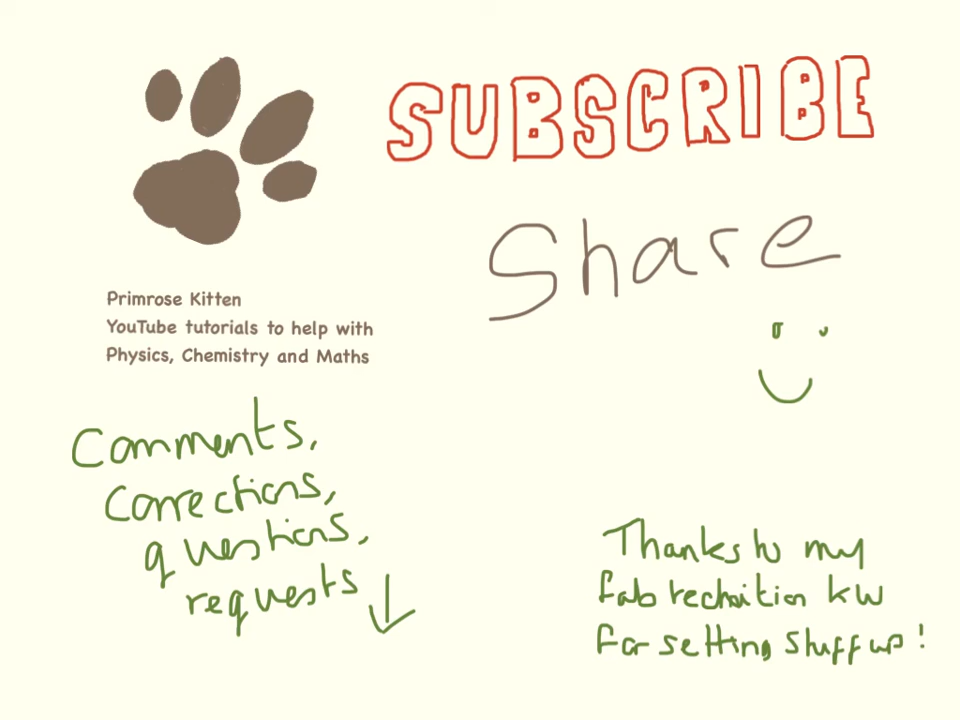 SUBSCRIBE
Share
Primrose Kitten
YouTube tutorials to help with
Physics, Chemistry and Maths
Comments,
Corrections,
questions,
requests
Thanks to my
fab technition KW
for setting stuff up!